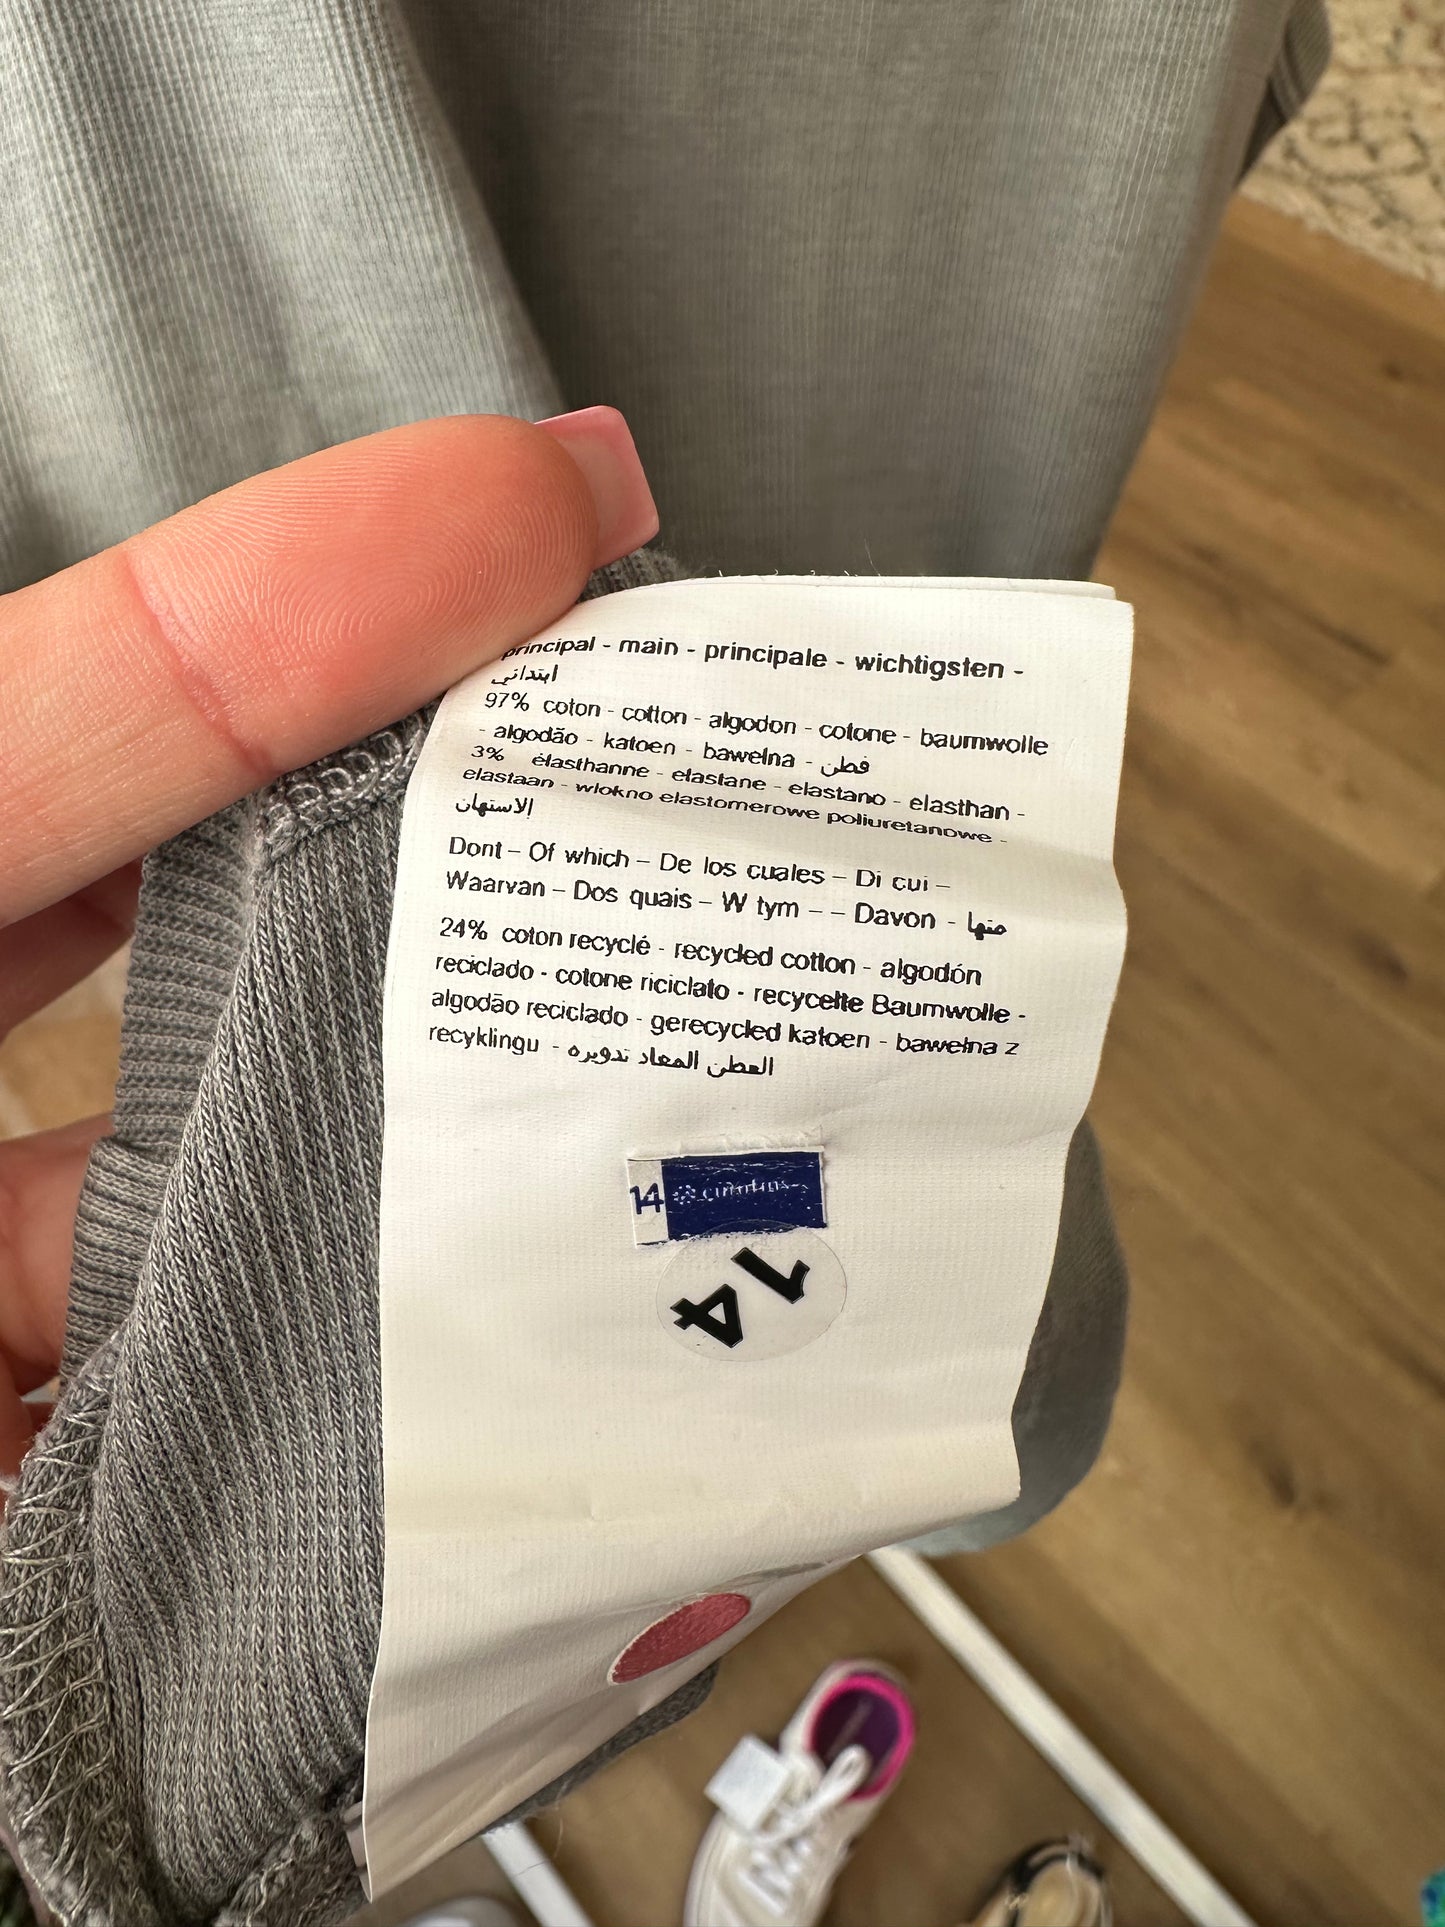 principal - main - principale - wichtigsten -
ابتدائي
97% coton - cotton - algodon - cotone - baumwolle
- algodão - katoen - bawełna - قطن
3% élasthanne - elastane - elastano - elasthan -
elastaan - włokno elastomerowe poliuretanowe -
الاستهان
Dont – Of which – De los cuales – Di cui –
Waarvan – Dos quais – W tym – – Davon - منها
24% coton recyclé - recycled cotton - algodón
reciclado - cotone riciclato - recycelte Baumwolle -
algodão reciclado - gerecycled katoen - bawełna z
recyklingu - القطن المعاد تدويره
14
14